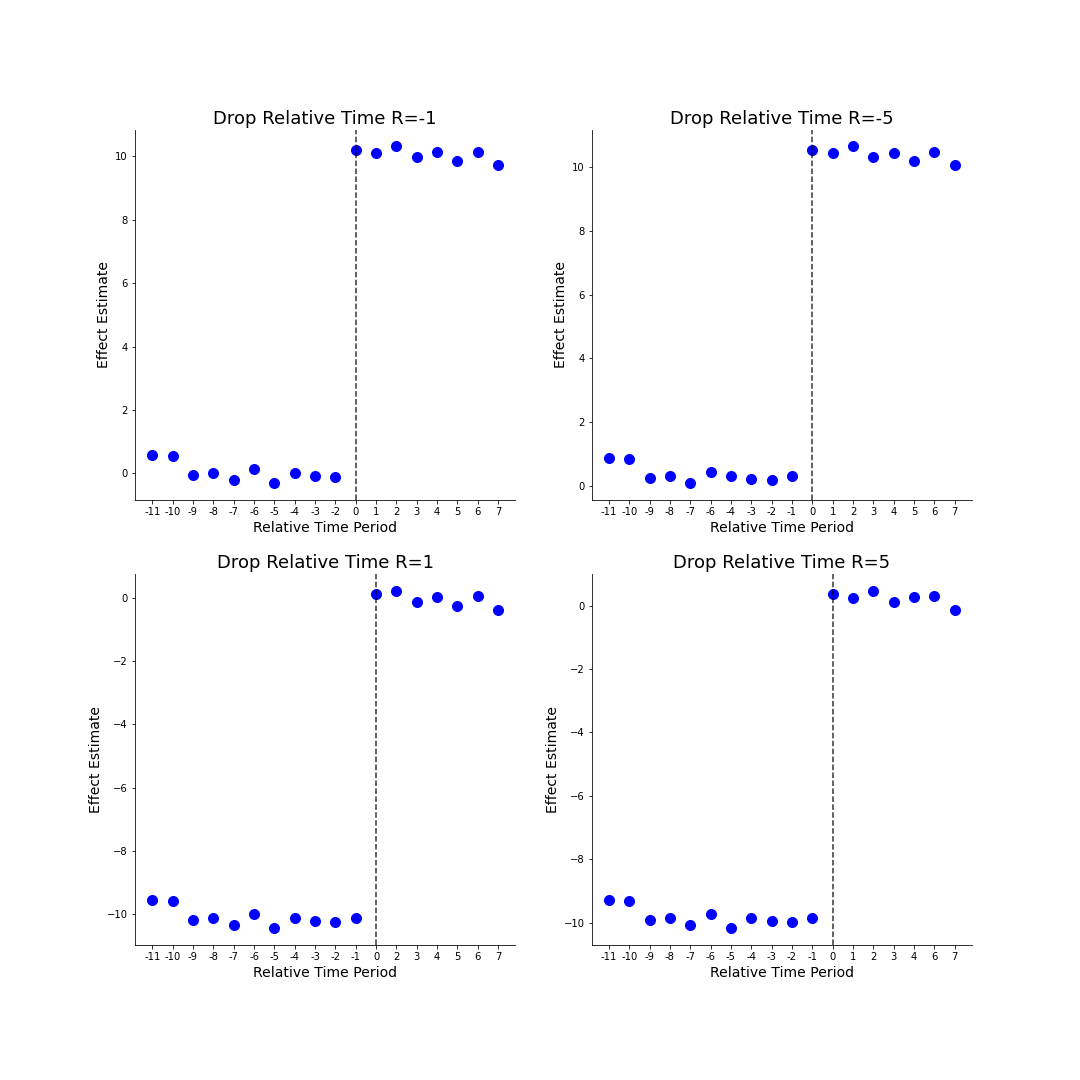 Drop Relative Time R=-1
10
8
6
4
2
0
Effect Estimate
-11 -10 -9 -8 -7 -6 -5 -4 -3 -2 0 1 2 3 4 5 6 7
Relative Time Period
Drop Relative Time R=-5
10
8
6
4
2
0
Effect Estimate
-11 -10 -9 -8 -7 -6 -4 -3 -2 -1 0 1 2 3 4 5 6 7
Relative Time Period
Drop Relative Time R=1
0
−2
−4
−6
−8
−10
Effect Estimate
-11 -10 -9 -8 -7 -6 -5 -4 -3 -2 -1 0 2 3 4 5 6 7
Relative Time Period
Drop Relative Time R=5
0
−2
−4
−6
−8
−10
Effect Estimate
-11 -10 -9 -8 -7 -6 -5 -4 -3 -2 -1 0 1 2 3 4 6 7
Relative Time Period